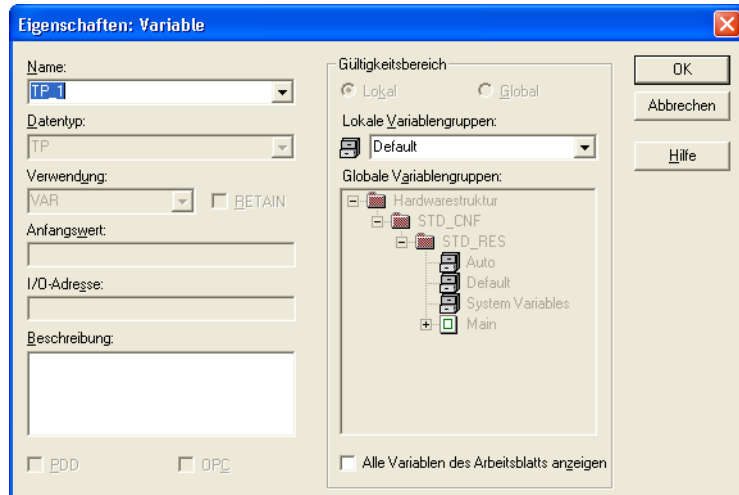 Eigenschaften: Variable
Name:
TP_1
Datentyp:
TP
Verwendung:
VAR
RETAIN
Anfangswert:
I/O-Adresse:
Beschreibung:
PDD
OPC
Gültigkeitsbereich
Lokal
Global
Lokale Variablengruppen:
Default
Globale Variablengruppen:
Hardwarestruktur
STD_CNF
STD_RES
Auto
Default
System Variables
Main
Alle Variablen des Arbeitsblatts anzeigen
OK
Abbrechen
Hilfe